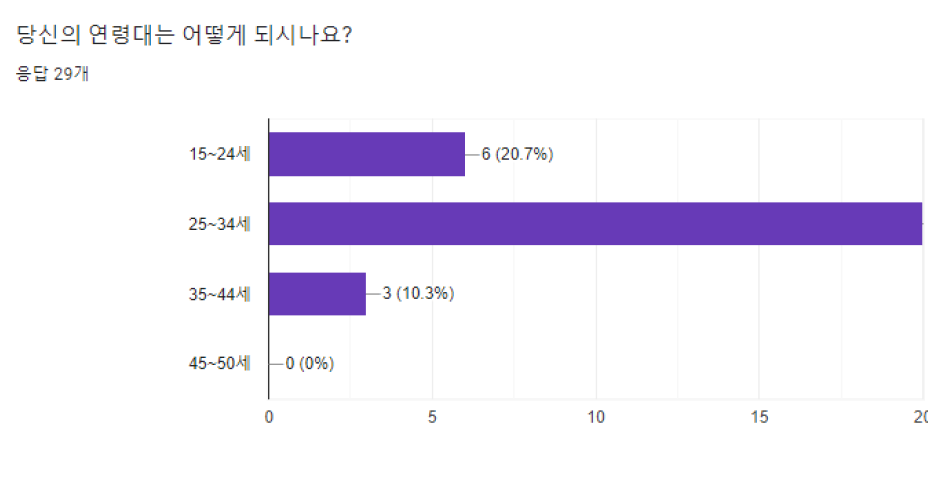 당신의 연령대는 어떻게 되시나요?
응답 29개
15~24세
6 (20.7%)
25~34세
35~44세
3 (10.3%)
45~50세
0 (0%)
0 5 10 15 20